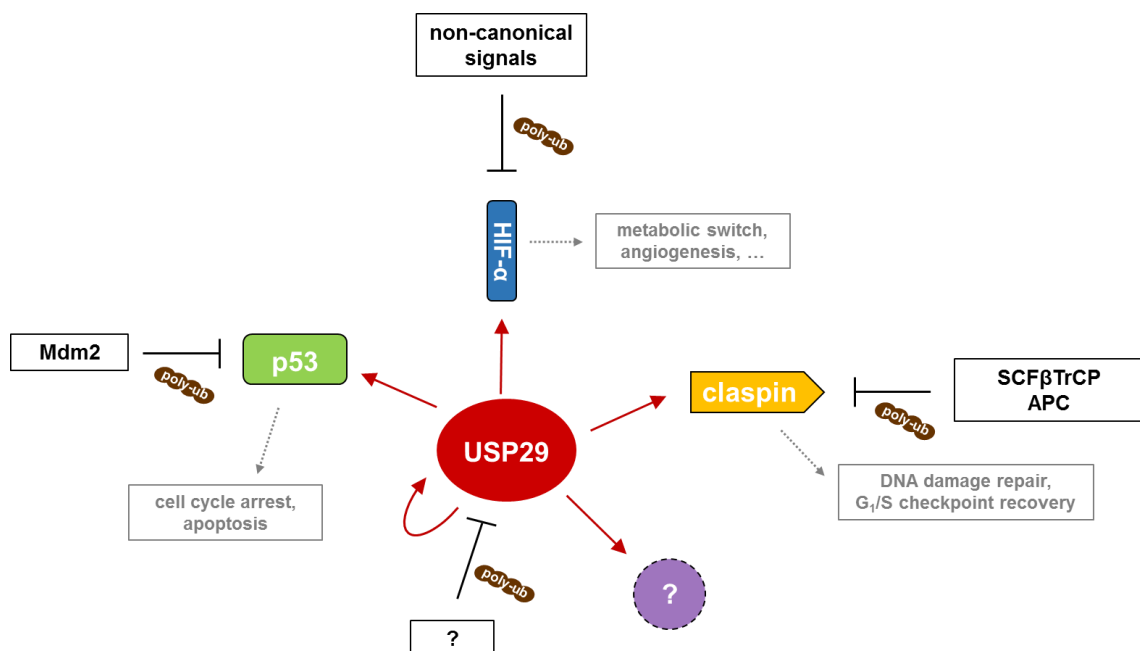 non-canonical
signals
poly-ub
HIF-α
metabolic switch,
angiogenesis, ...
Mdm2
poly-ub
p53
claspin
SCFβTrCP
APC
poly-ub
USP29
cell cycle arrest,
apoptosis
DNA damage repair,
G₁/S checkpoint recovery
poly-ub
?
?